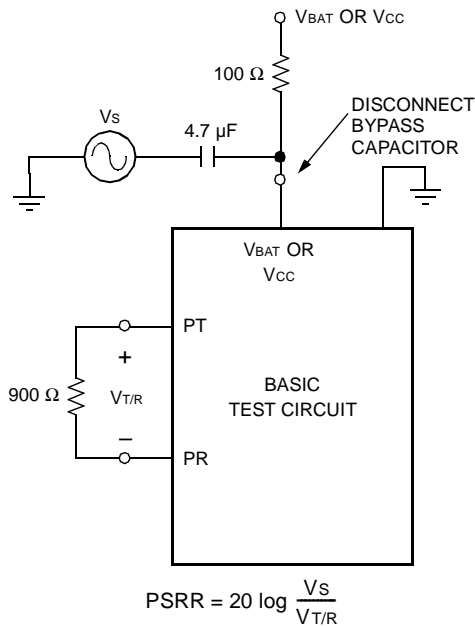 VBAT OR VCC
100 Ω
VS
4.7 µF
DISCONNECT
BYPASS
CAPACITOR
VBAT OR
VCC
PT
+
900 Ω
VT/R
BASIC
TEST CIRCUIT
–
PR
PSRR = 20 log VS
VT/R